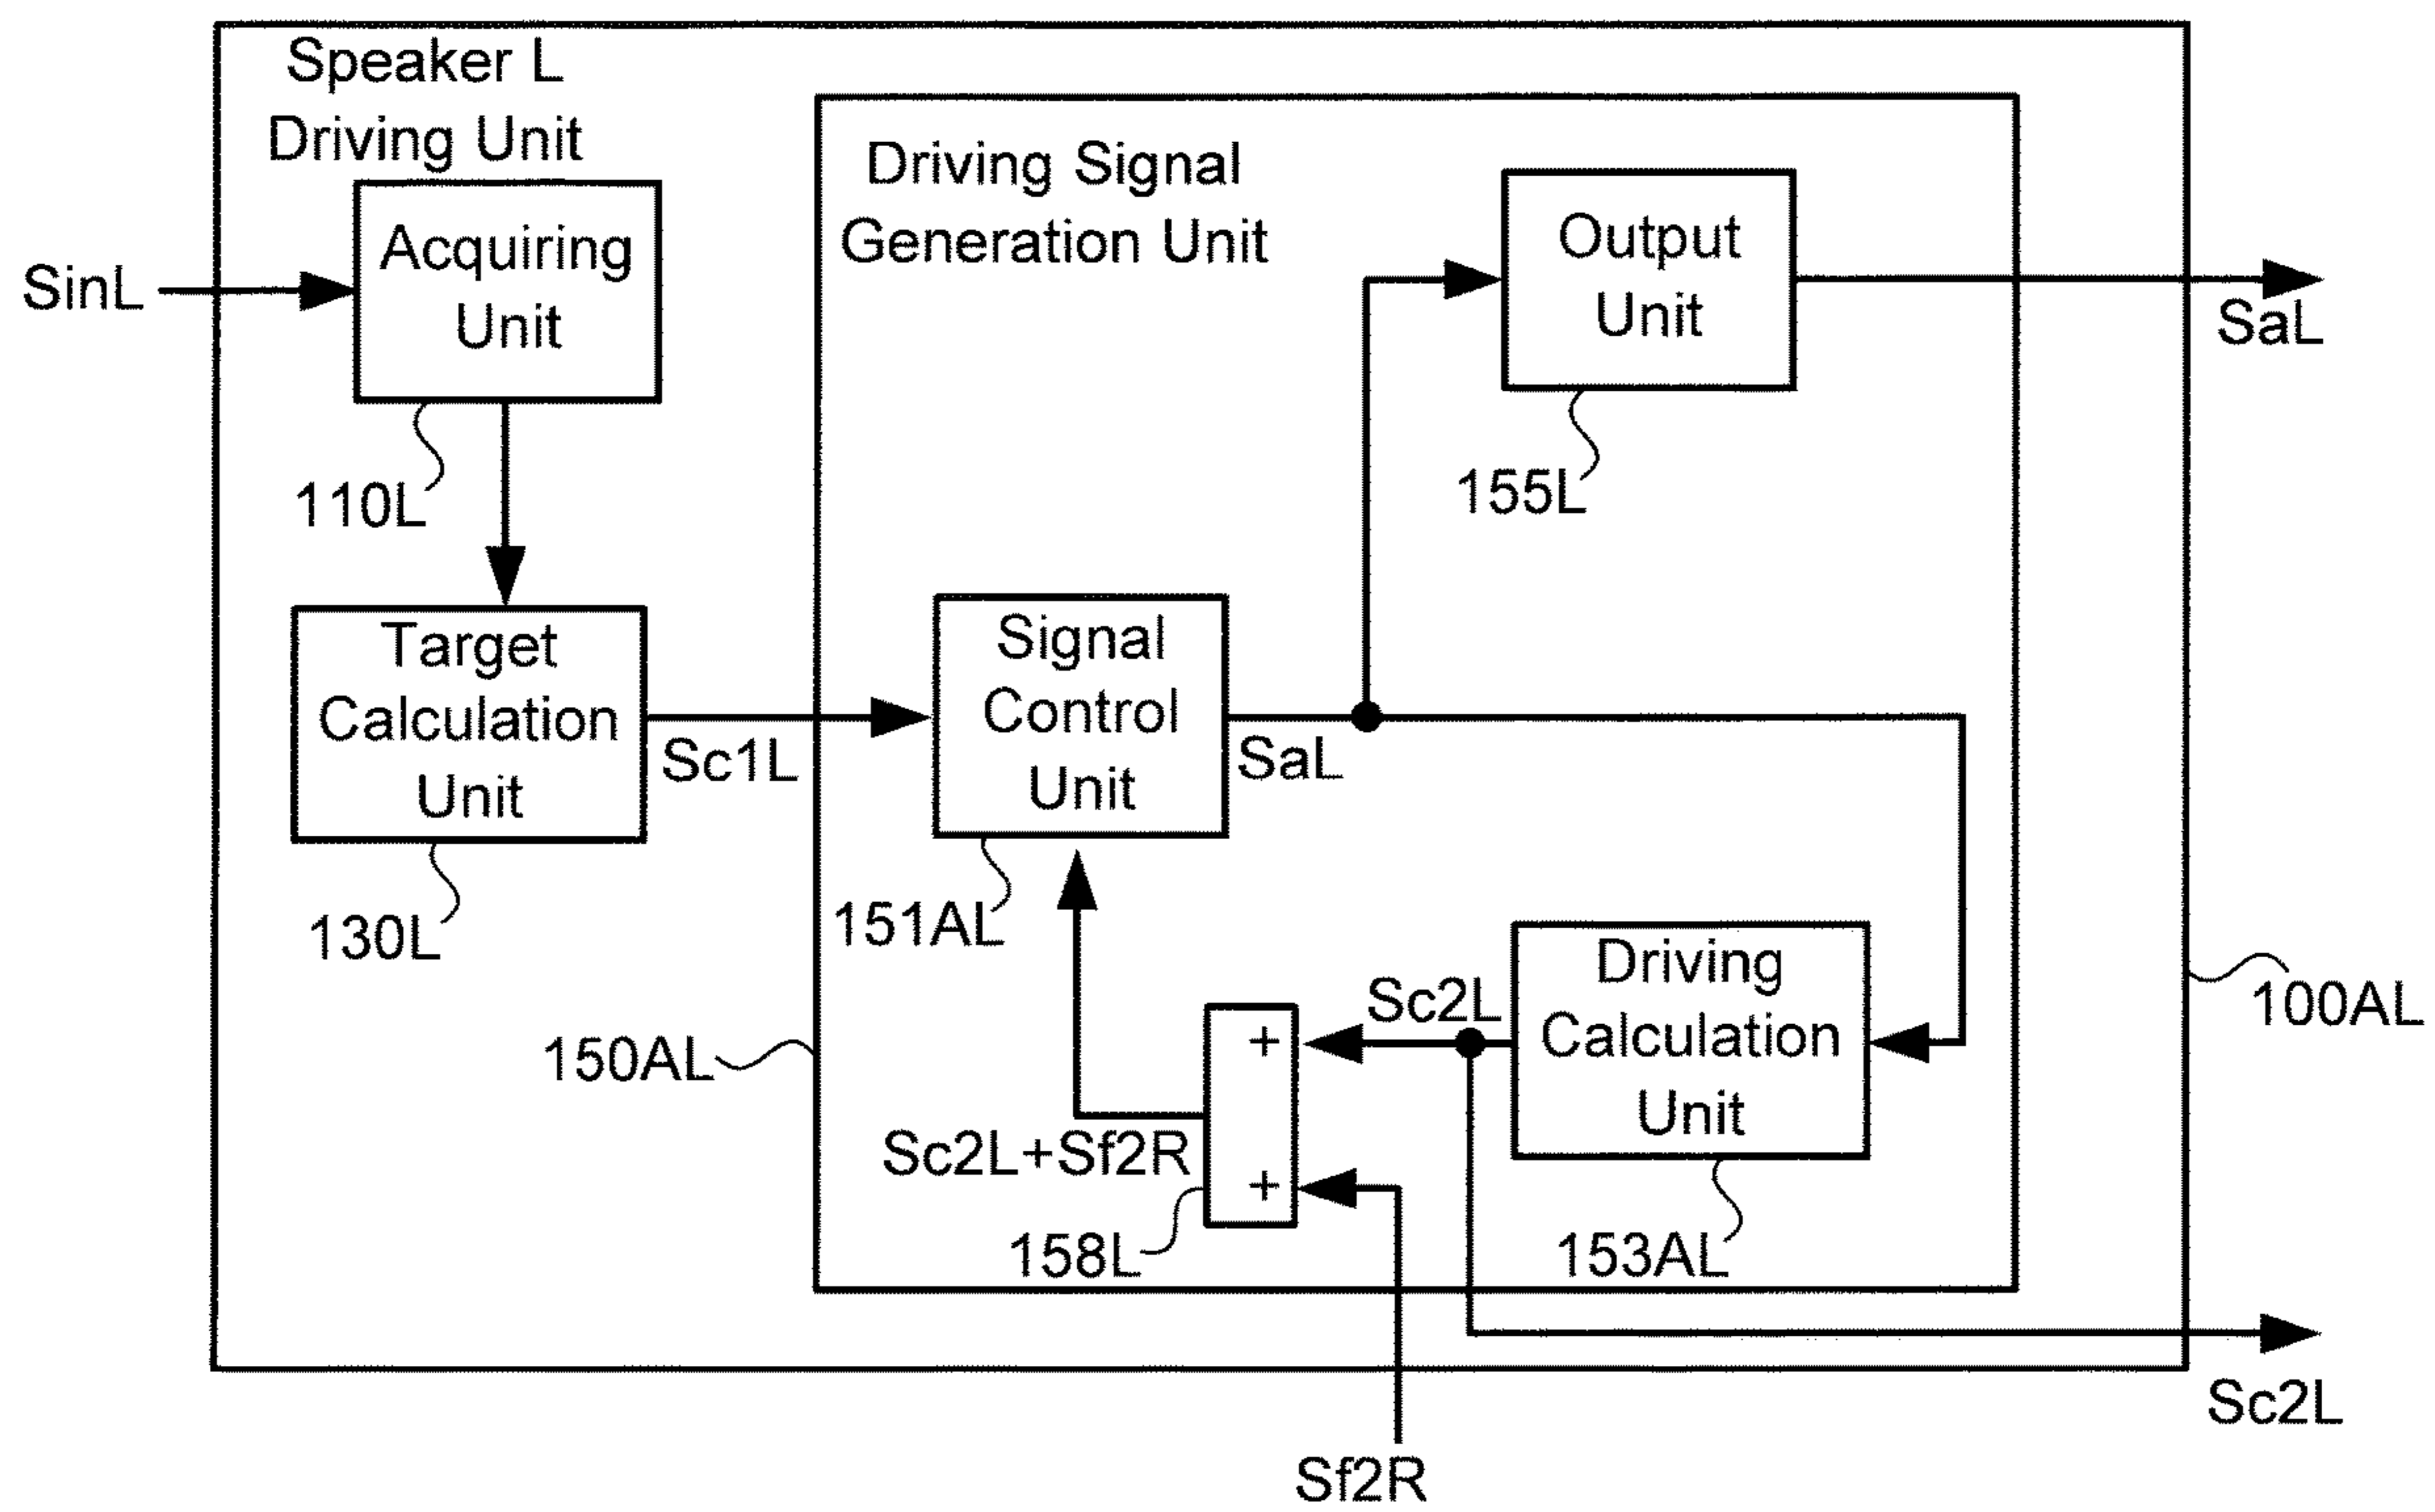 Speaker L
Driving Unit
SinL
Acquiring
Unit
110L
Target
Calculation
Unit
130L
Sc1L
Driving Signal
Generation Unit
Output
Unit
155L
SaL
Signal
Control
Unit
SaL
151AL
150AL
Driving
Calculation
Unit
153AL
Sc2L
+
+
Sc2L+Sf2R
158L
100AL
Sc2L
Sf2R